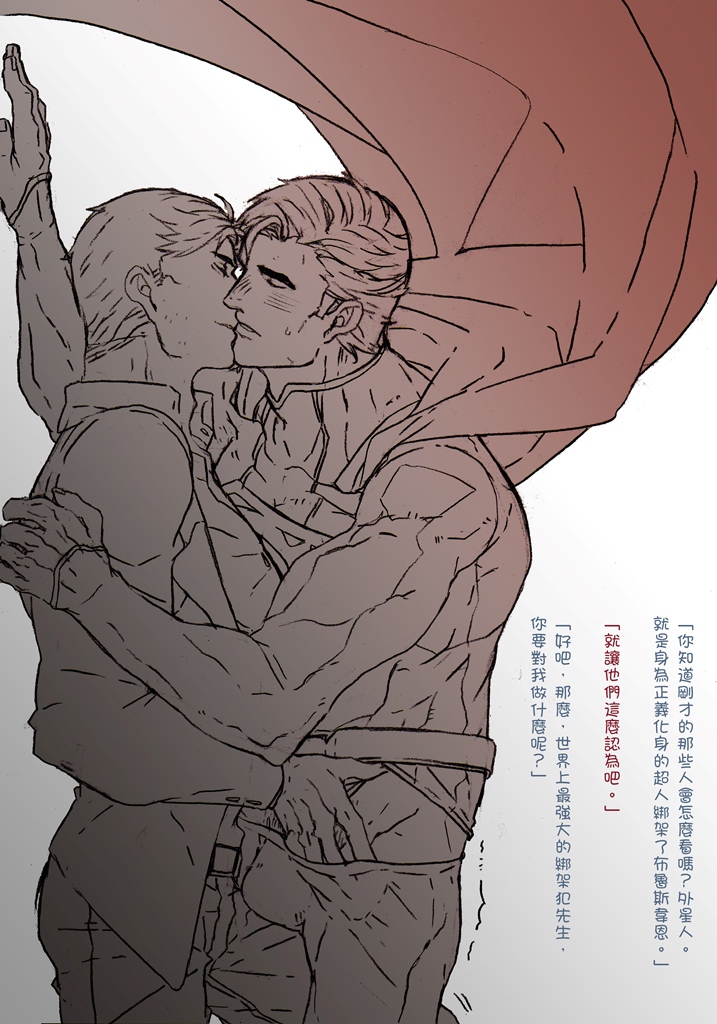 「你知道剛才的那些人會怎麼看嗎？外星人。
就是身為正義化身的超人綁架了布魯斯韋恩。」
「就讓他們這麼認為吧。」
「好吧，那麼，世界上最強大的綁架犯先生，
你要對我做什麼呢？」